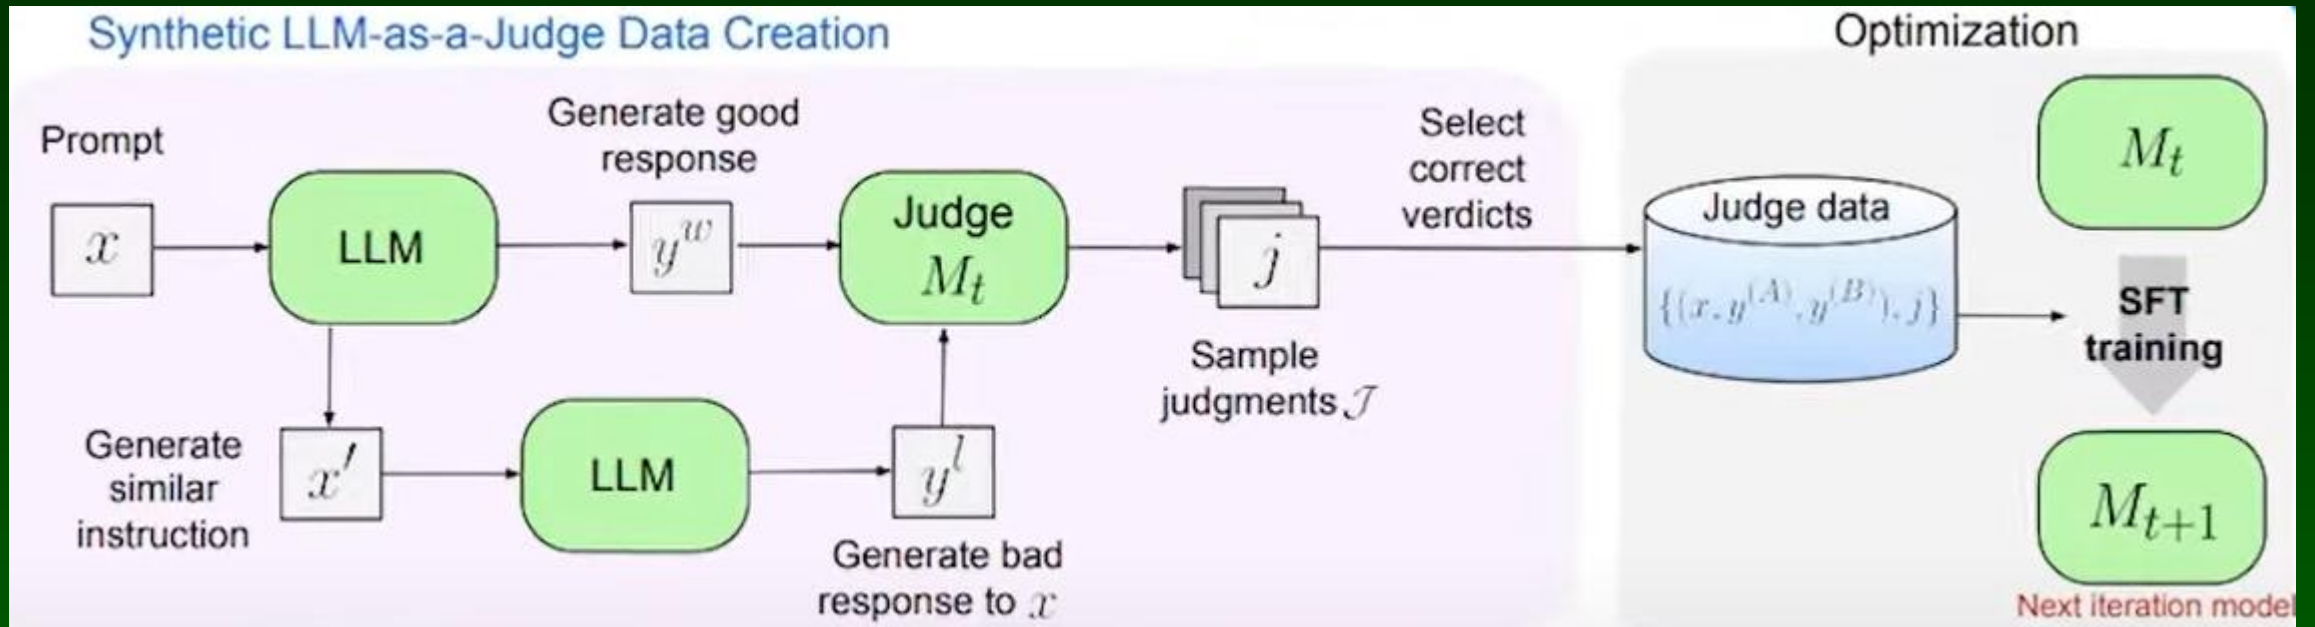 Synthetic LLM-as-a-Judge Data Creation
Optimization
Prompt
x
LLM
Generate good
response
y^w
Judge
M_t
j
Sample
judgments 𝒥
Select
correct
verdicts
Generate
similar
instruction
x′
LLM
y^l
Generate bad
response to x
Judge data
{(x, y^(A), y^(B)), j}
M_t
SFT
training
M_{t+1}
Next iteration model